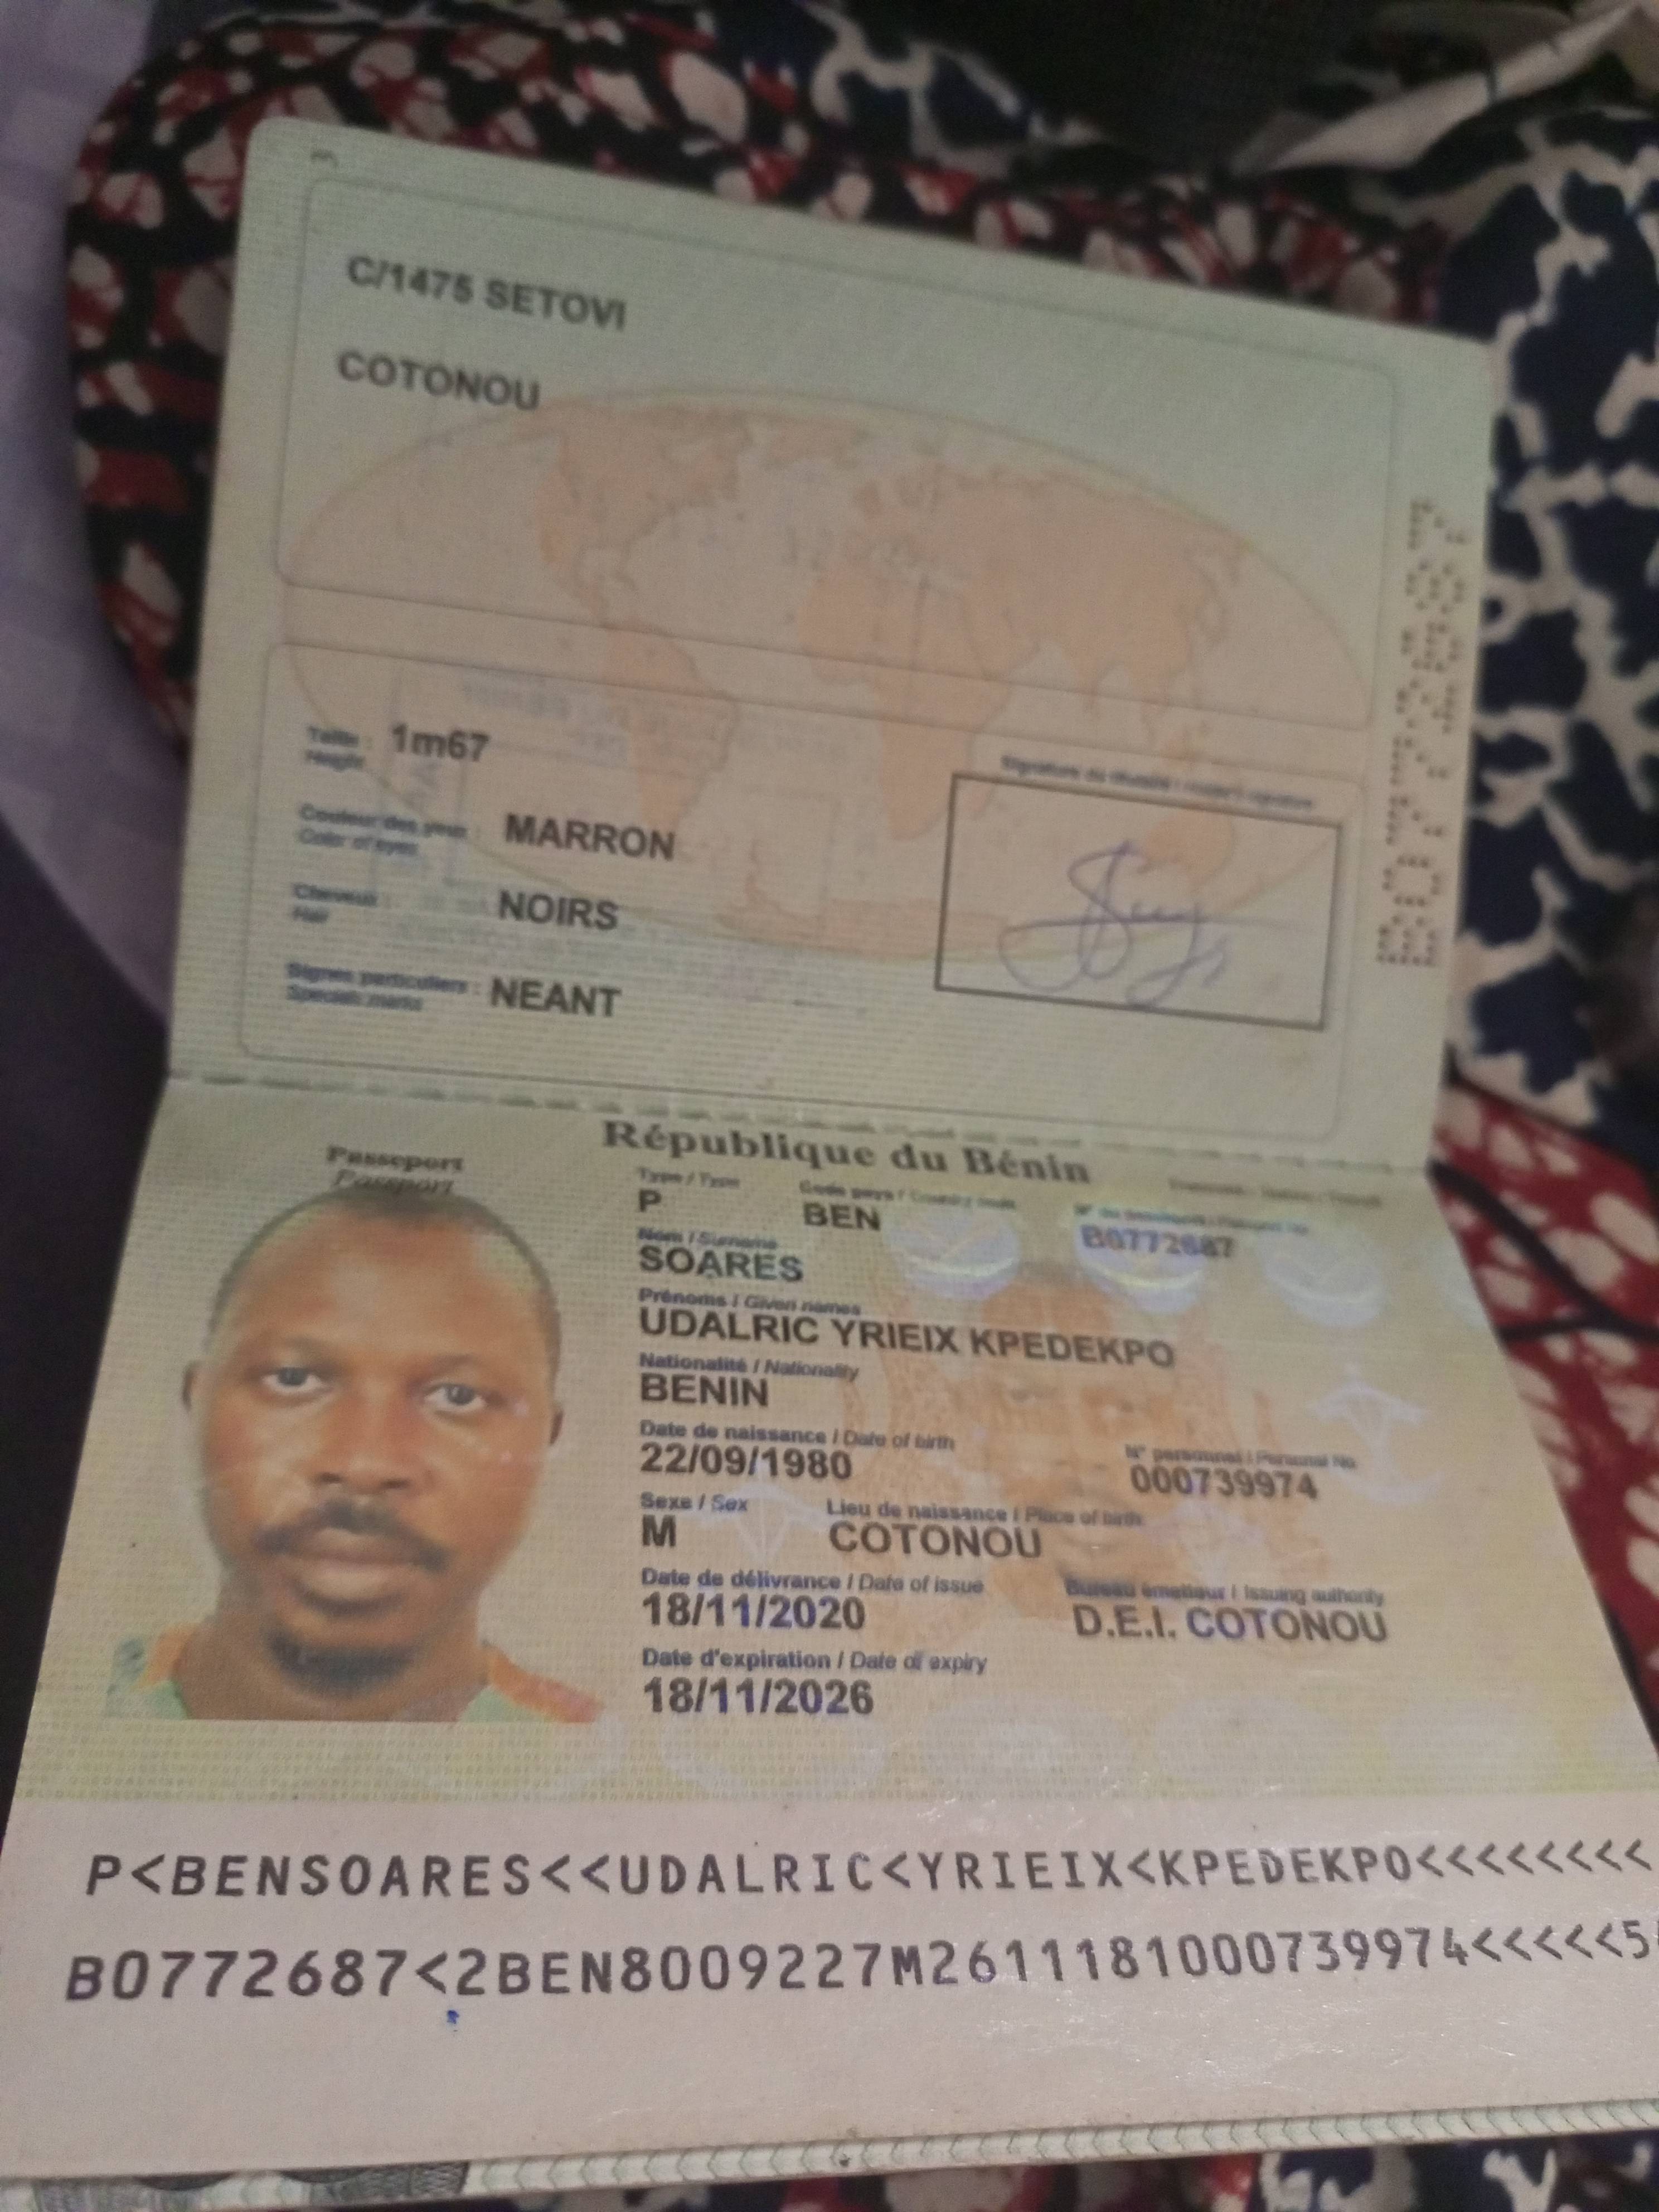 C/1475 SETOVI
COTONOU
Taille : 1m67
Height
Couleur des yeux : MARRON
Color of eyes
Cheveux : NOIRS
Hair
Signes particuliers : NEANT
Specials marks
Signature du titulaire / Holder's signature
B0772687
République du Bénin
Passeport
Passport
Type / Type
P
Code pays / Country code
BEN
N° du passeport / Passport No
B0772687
Nom / Surname
SOARES
Prénoms / Given names
UDALRIC YRIEIX KPEDEKPO
Nationalité / Nationality
BENIN
Date de naissance / Date of birth
22/09/1980
N° personnel / Personal No
000739974
Sexe / Sex
M
Lieu de naissance / Place of birth
COTONOU
Date de délivrance / Date of issue
18/11/2020
Bureau émetteur / Issuing authority
D.E.I. COTONOU
Date d'expiration / Date of expiry
18/11/2026
P<BENSOARES<<UDALRIC<YRIEIX<KPEDEKPO<<<<<<<<
B0772687<2BEN8009227M2611181000739974<<<<<5